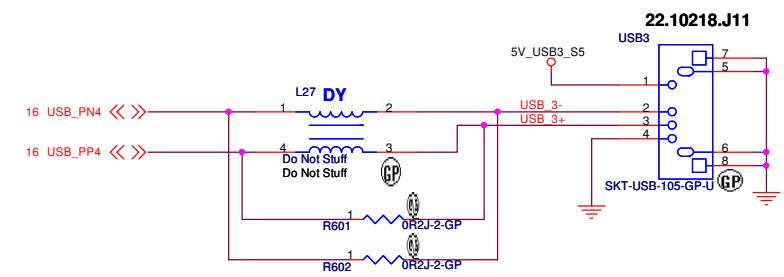 22.10218.J11
USB3
5V_USB3_S5
7
5
1
L27 DY
16 USB_PN4
1
2
USB_3-
2
USB_3+
3
4
16 USB_PP4
4
3
6
Do Not Stuff
Do Not Stuff
GP
8
SKT-USB-105-GP-U
GP
1
R601
0R2J-2-GP
1
R602
0R2J-2-GP